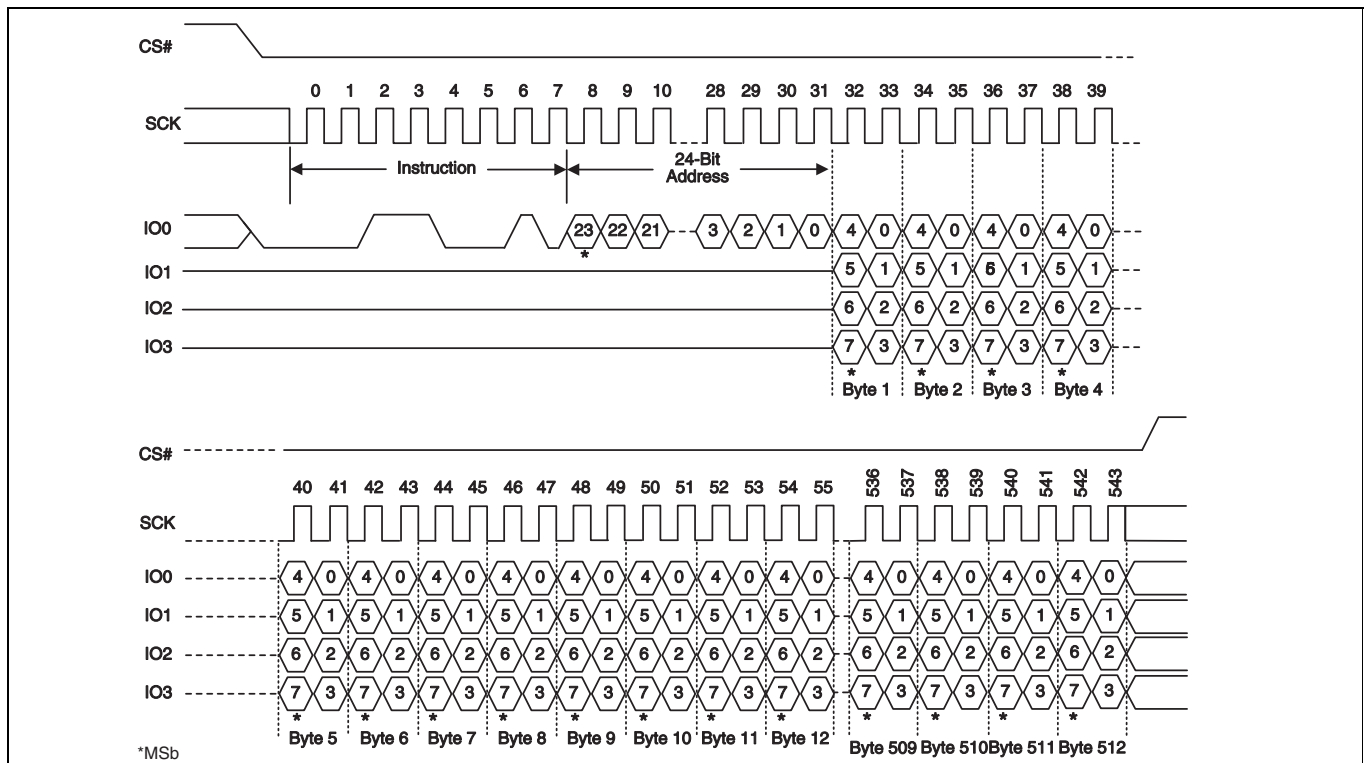 CS#
0 1 2 3 4 5 6 7 8 9 10 28 29 30 31 32 33 34 35 36 37 38 39
SCK
Instruction
24-Bit
Address
IO0 23 22 21 3 2 1 0 4 0 4 0 4 0 4 0
*
IO1 5 1 5 1 6 1 5 1
IO2 6 2 6 2 6 2 6 2
IO3 7 3 7 3 7 3 7 3
* * * *
Byte 1 Byte 2 Byte 3 Byte 4
CS#
40 41 42 43 44 45 46 47 48 49 50 51 52 53 54 55 536 537 538 539 540 541 542 543
SCK
IO0 4 0 4 0 4 0 4 0 4 0 4 0 4 0 4 0 4 0 4 0 4 0 4 0
IO1 5 1 5 1 5 1 5 1 5 1 5 1 5 1 5 1 5 1 5 1 5 1 5 1
IO2 6 2 6 2 6 2 6 2 6 2 6 2 6 2 6 2 6 2 6 2 6 2 6 2
IO3 7 3 7 3 7 3 7 3 7 3 7 3 7 3 7 3 7 3 7 3 7 3 7 3
* * * * * * * * * * * *
Byte 5 Byte 6 Byte 7 Byte 8 Byte 9 Byte 10 Byte 11 Byte 12 Byte 509 Byte 510 Byte 511 Byte 512
*MSb